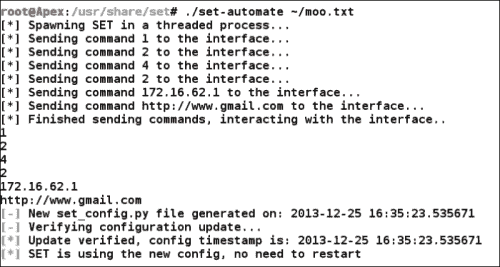 root@Apex:/usr/share/set# ./set-automate ~/moo.txt
[*] Spawning SET in a threaded process...
[*] Sending command 1 to the interface...
[*] Sending command 2 to the interface...
[*] Sending command 4 to the interface...
[*] Sending command 2 to the interface...
[*] Sending command 172.16.62.1 to the interface...
[*] Sending command http://www.gmail.com to the interface...
[*] Finished sending commands, interacting with the interface..
1
2
4
2
172.16.62.1
http://www.gmail.com
[-] New set_config.py file generated on: 2013-12-25 16:35:23.535671
[-] Verifying configuration update...
[*] Update verified, config timestamp is: 2013-12-25 16:35:23.535671
[*] SET is using the new config, no need to restart